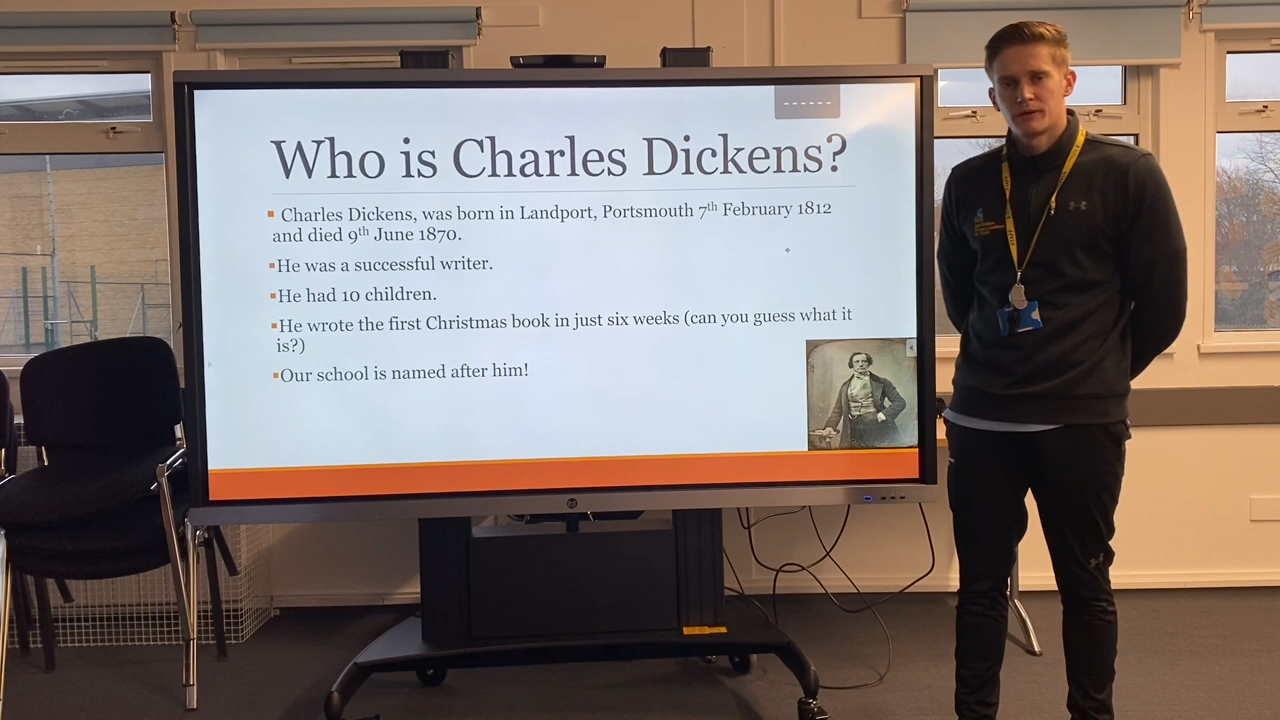 Who is Charles Dickens?
▪ Charles Dickens, was born in Landport, Portsmouth 7th February 1812
and died 9th June 1870.
▪He was a successful writer.
▪He had 10 children.
▪He wrote the first Christmas book in just six weeks (can you guess what it
is?)
▪Our school is named after him!
STAFF